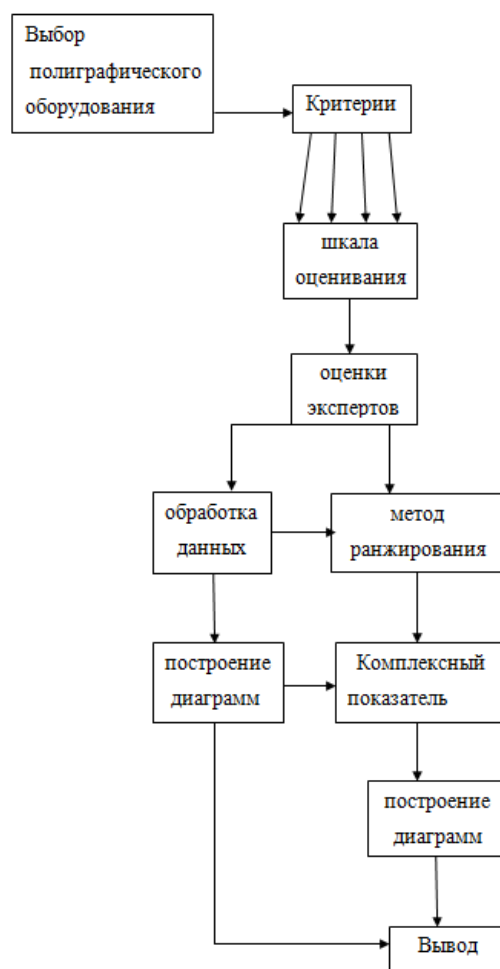 Выбор
полиграфического
оборудования
Критерии
шкала
оценивания
оценки
экспертов
обработка
данных
метод
ранжирования
построение
диаграмм
Комплексный
показатель
построение
диаграмм
Вывод